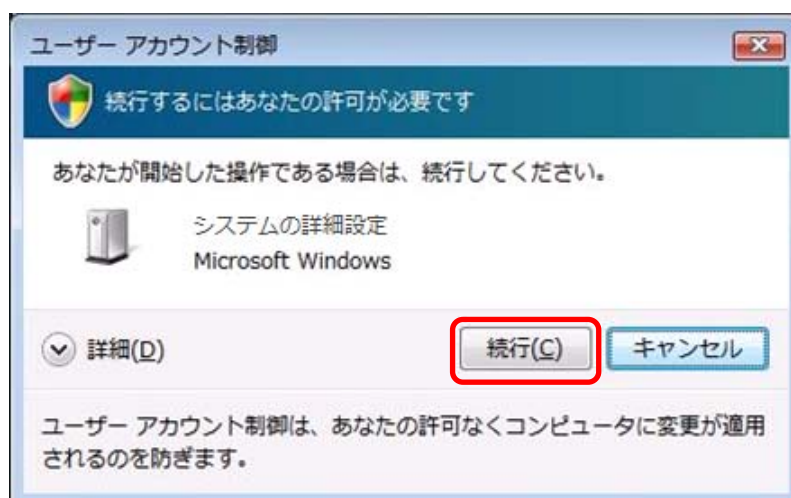 ユーザー アカウント制御
続行するにはあなたの許可が必要です
あなたが開始した操作である場合は、続行してください。
システムの詳細設定
Microsoft Windows
詳細(D) 続行(C) キャンセル
ユーザー アカウント制御は、あなたの許可なくコンピュータに変更が適用
されるのを防ぎます。